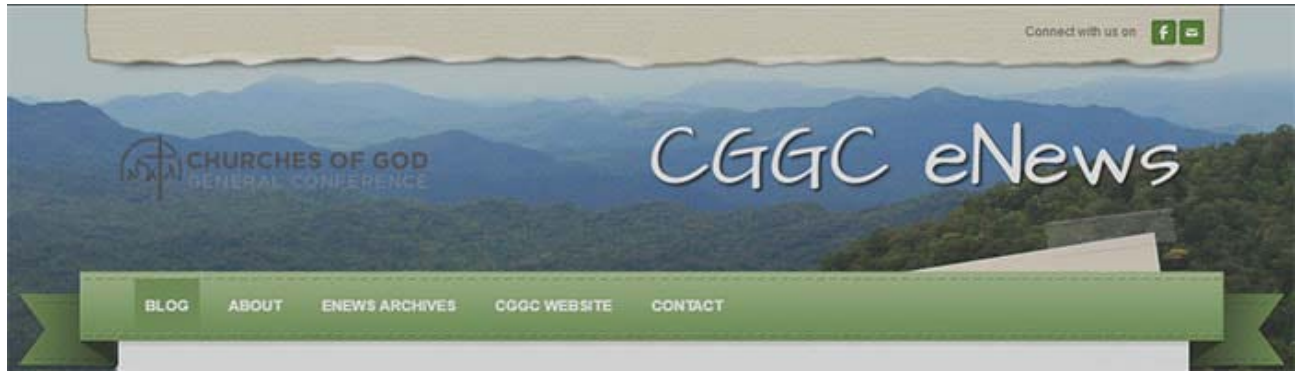 Connect with us on
CHURCHES OF GOD
GENERAL CONFERENCE
CGGC eNews
BLOG ABOUT ENEWS ARCHIVES CGGC WEBSITE CONTACT